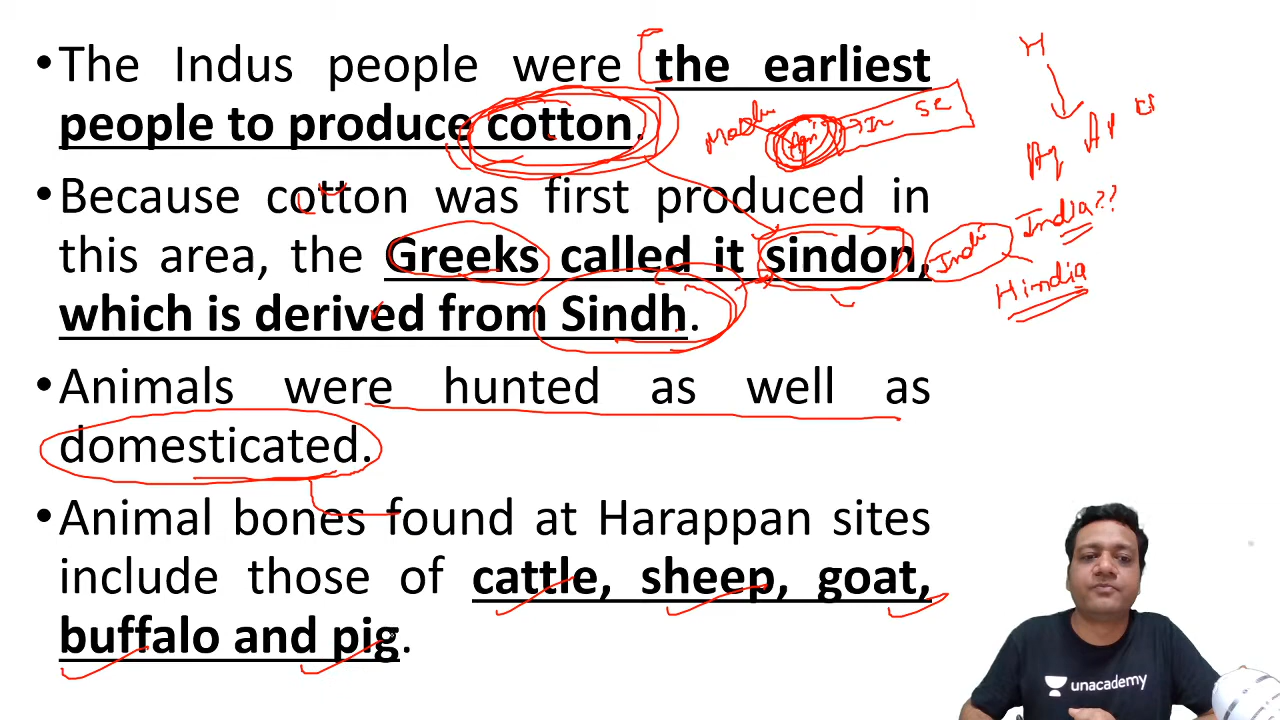 • The Indus people were the earliest
people to produce cotton.
• Because cotton was first produced in
this area, the Greeks called it sindon,
which is derived from Sindh.
• Animals were hunted as well as
domesticated.
• Animal bones found at Harappan sites
include those of cattle, sheep, goat,
buffalo and pig.
H
India??
Hindia
unacademy